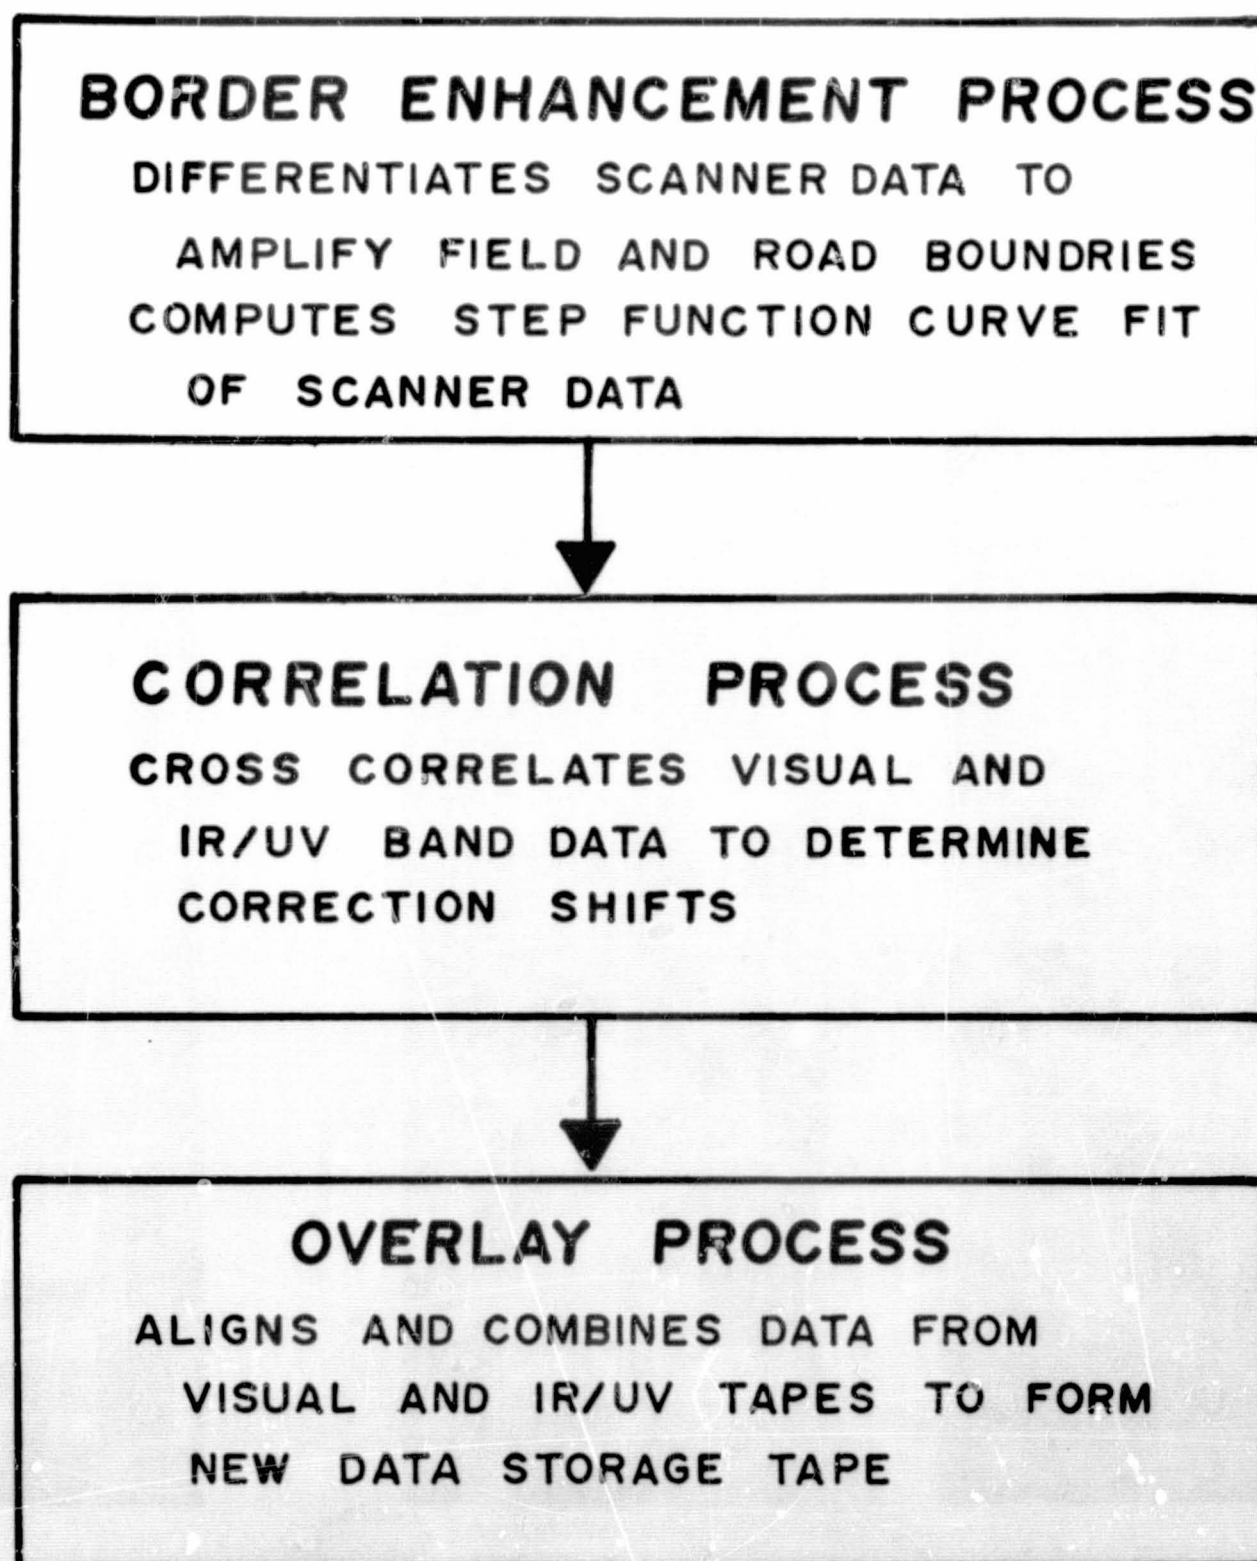 BORDER ENHANCEMENT PROCESS
DIFFERENTIATES SCANNER DATA TO
AMPLIFY FIELD AND ROAD BOUNDRIES
COMPUTES STEP FUNCTION CURVE FIT
OF SCANNER DATA
CORRELATION PROCESS
CROSS CORRELATES VISUAL AND
IR/UV BAND DATA TO DETERMINE
CORRECTION SHIFTS
OVERLAY PROCESS
ALIGNS AND COMBINES DATA FROM
VISUAL AND IR/UV TAPES TO FORM
NEW DATA STORAGE TAPE